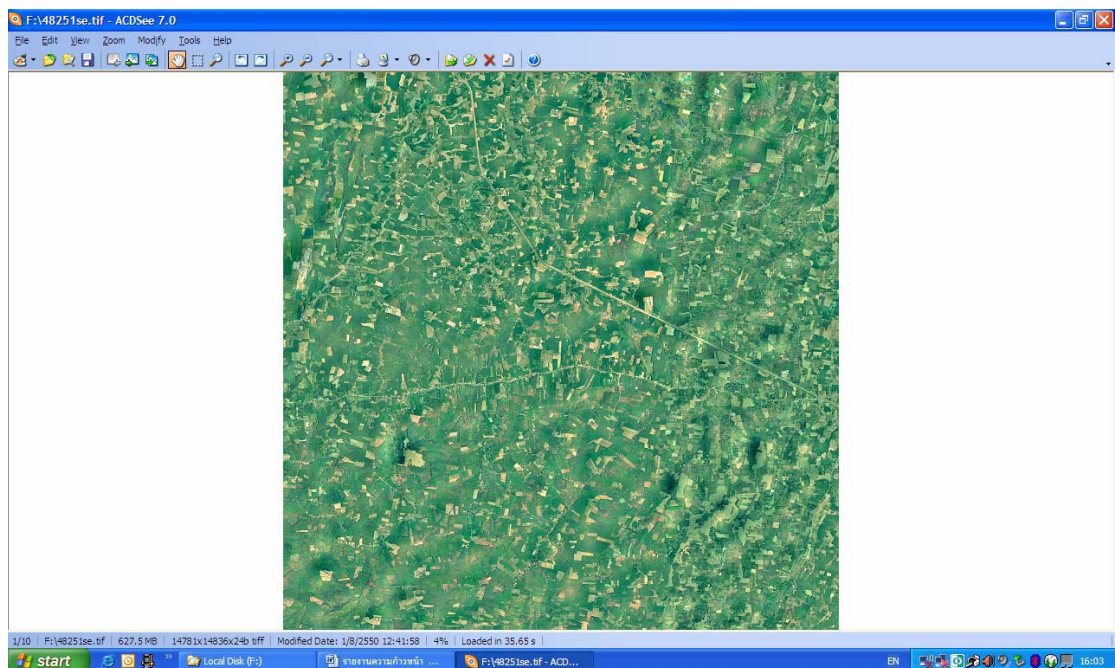 F:\48251se.tif - ACDSee 7.0
File Edit View Zoom Modify Tools Help
1/10 F:\48251se.tif 627.5 MB 14781x14836x24b tiff Modified Date: 1/8/2550 12:41:58 4% Loaded in 35.65 s
start Local Disk (F:) รายงานความก้าวหน้า ... F:\48251se.tif - ACD... EN 16:03